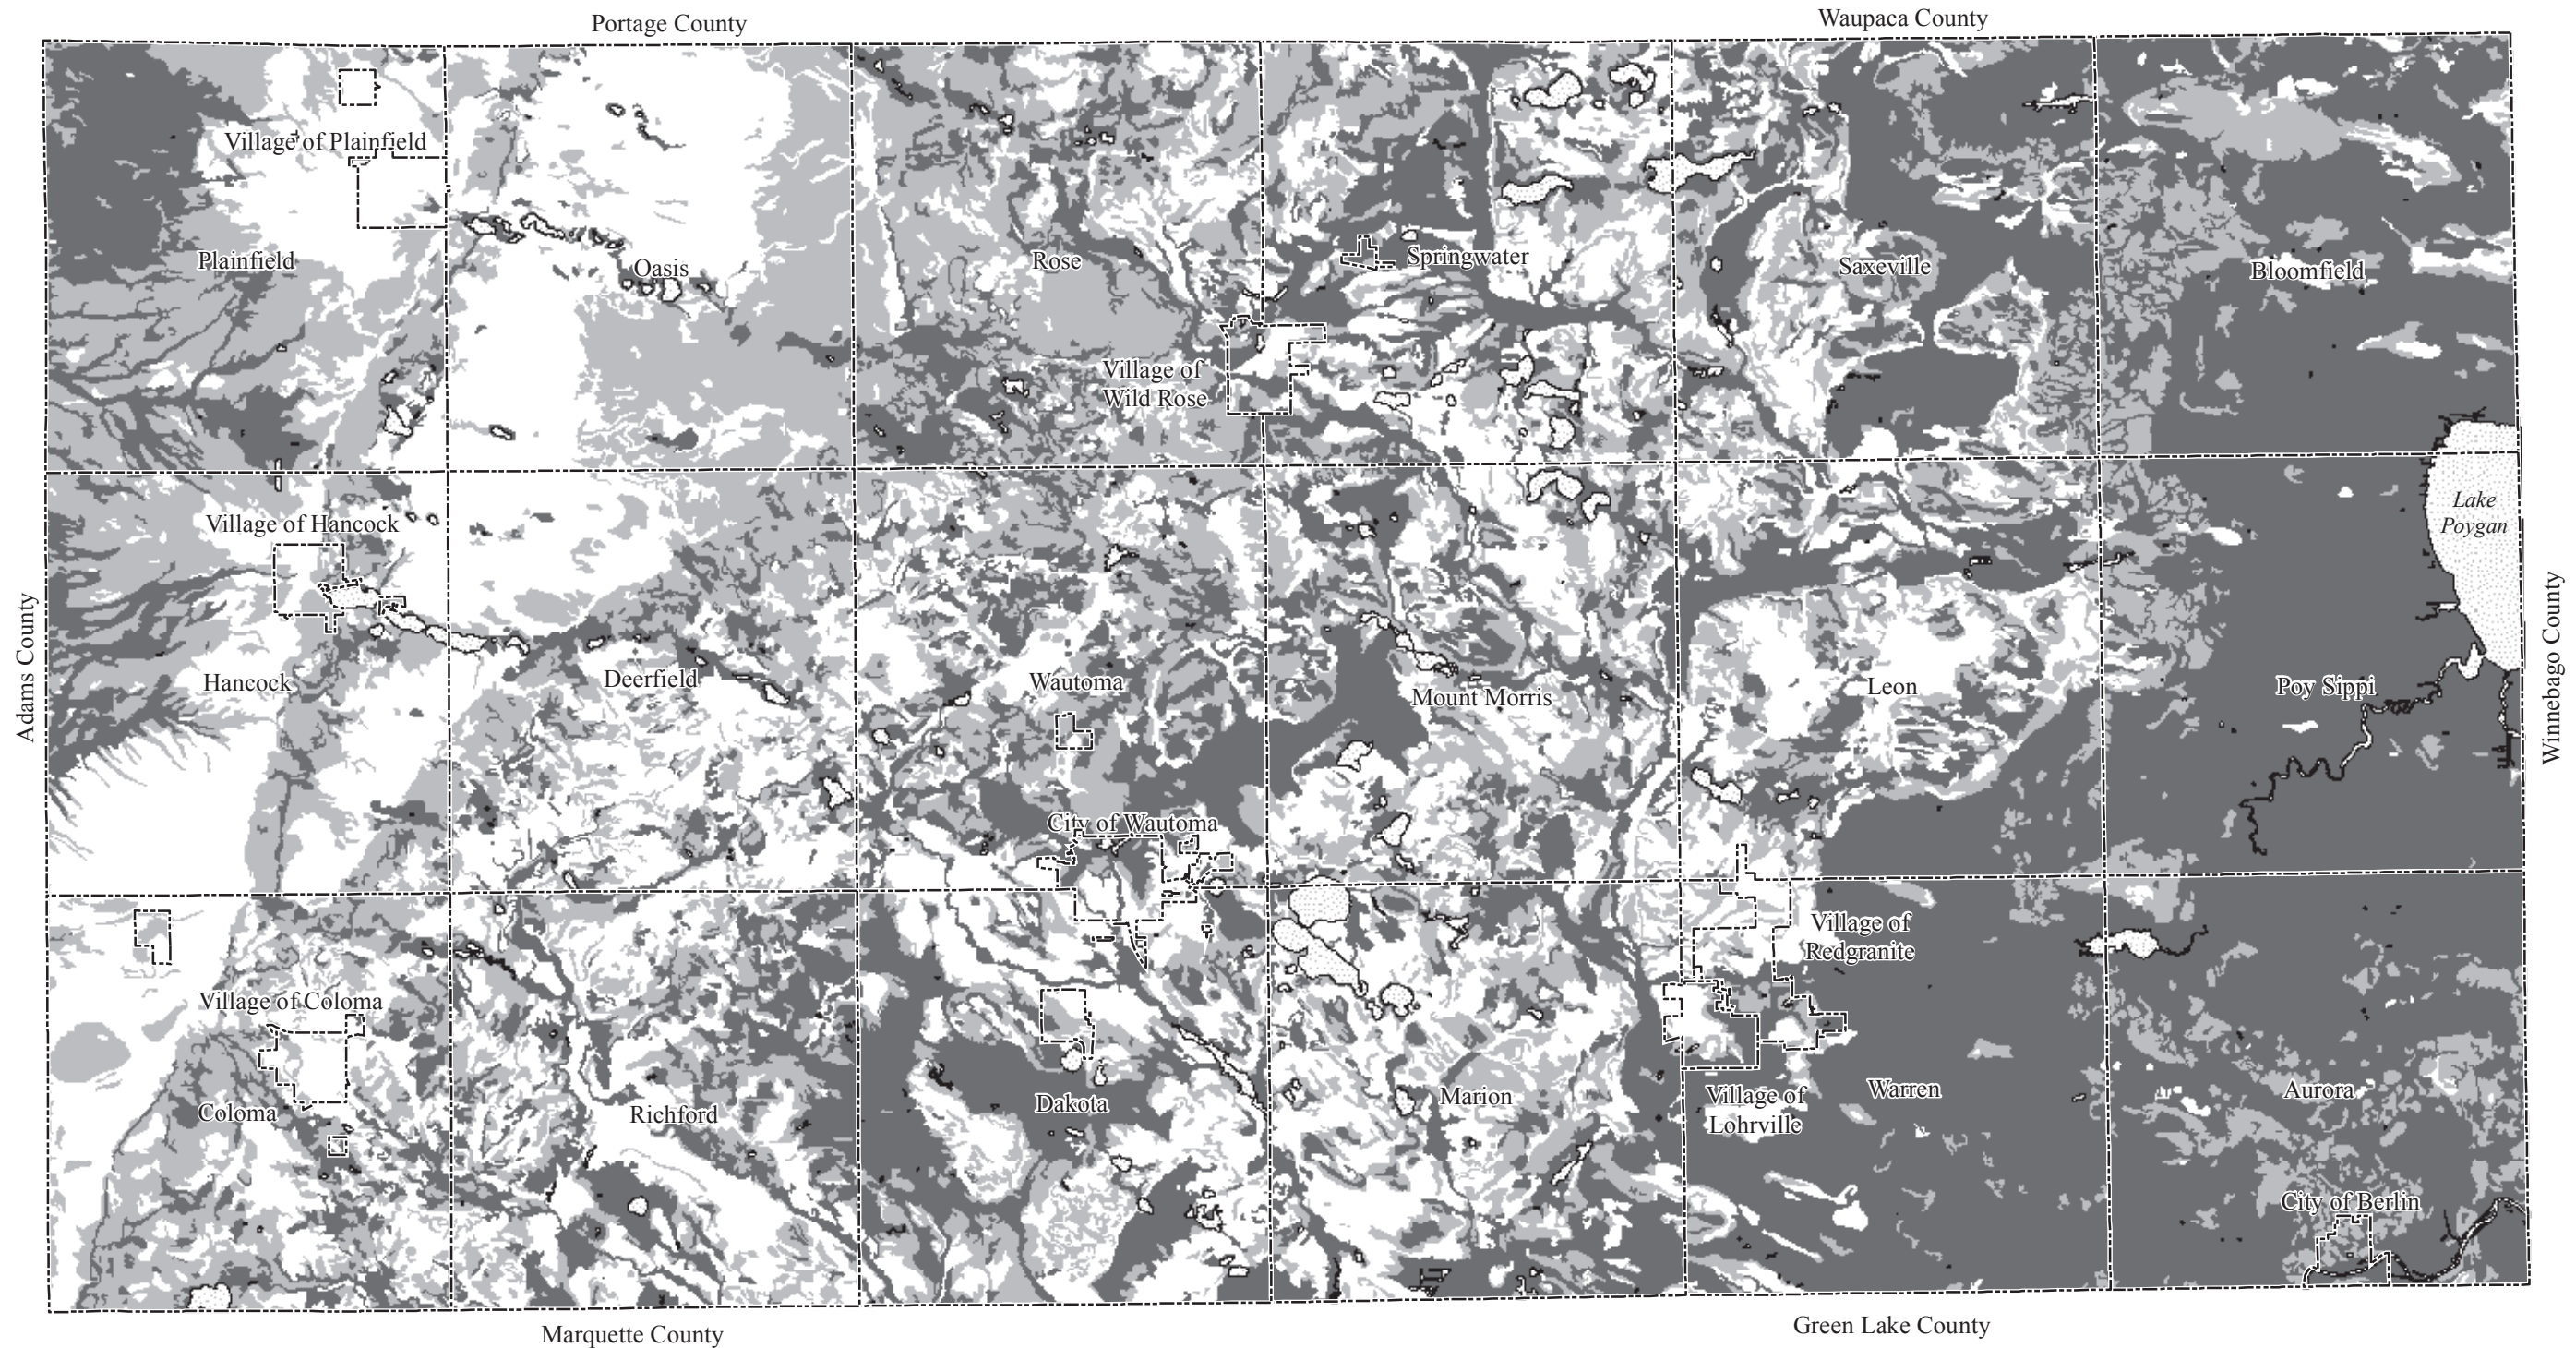 Portage County
Waupaca County
Village of Plainfield
Plainfield
Oasis
Rose
Springwater
Saxeville
Bloomfield
Village of
Wild Rose
Lake
Poygan
Village of Hancock
Adams County
Winnebago County
Hancock
Deerfield
Wautoma
Mount Morris
Leon
Poy Sippi
City of Wautoma
Village of
Redgranite
Village of Coloma
Coloma
Richford
Dakota
Marion
Village of
Lohrville
Warren
Aurora
City of Berlin
Marquette County
Green Lake County